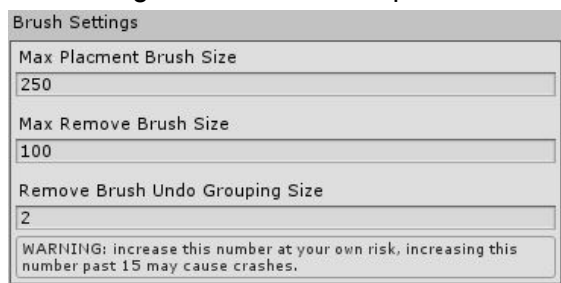 Brush Settings
Max Placment Brush Size
250
Max Remove Brush Size
100
Remove Brush Undo Grouping Size
2
WARNING: increase this number at your own risk, increasing this
number past 15 may cause crashes.